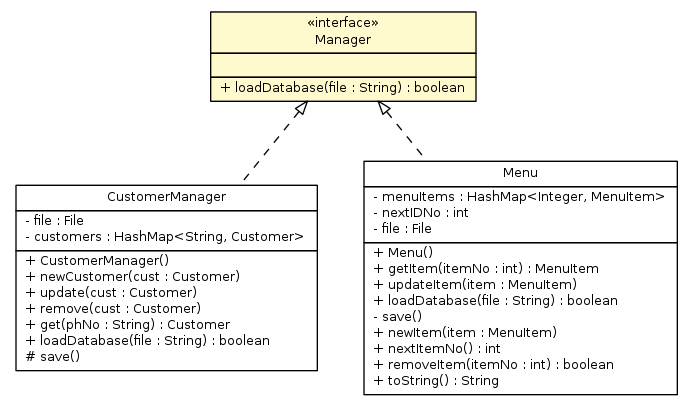 «interface»
Manager
+ loadDatabase(file : String) : boolean
CustomerManager
- file : File
- customers : HashMap<String, Customer>
+ CustomerManager()
+ newCustomer(cust : Customer)
+ update(cust : Customer)
+ remove(cust : Customer)
+ get(phNo : String) : Customer
+ loadDatabase(file : String) : boolean
# save()
Menu
- menuItems : HashMap<Integer, MenuItem>
- nextIDNo : int
- file : File
+ Menu()
+ getItem(itemNo : int) : MenuItem
+ updateItem(item : MenuItem)
+ loadDatabase(file : String) : boolean
- save()
+ newItem(item : MenuItem)
+ nextItemNo() : int
+ removeItem(itemNo : int) : boolean
+ toString() : String